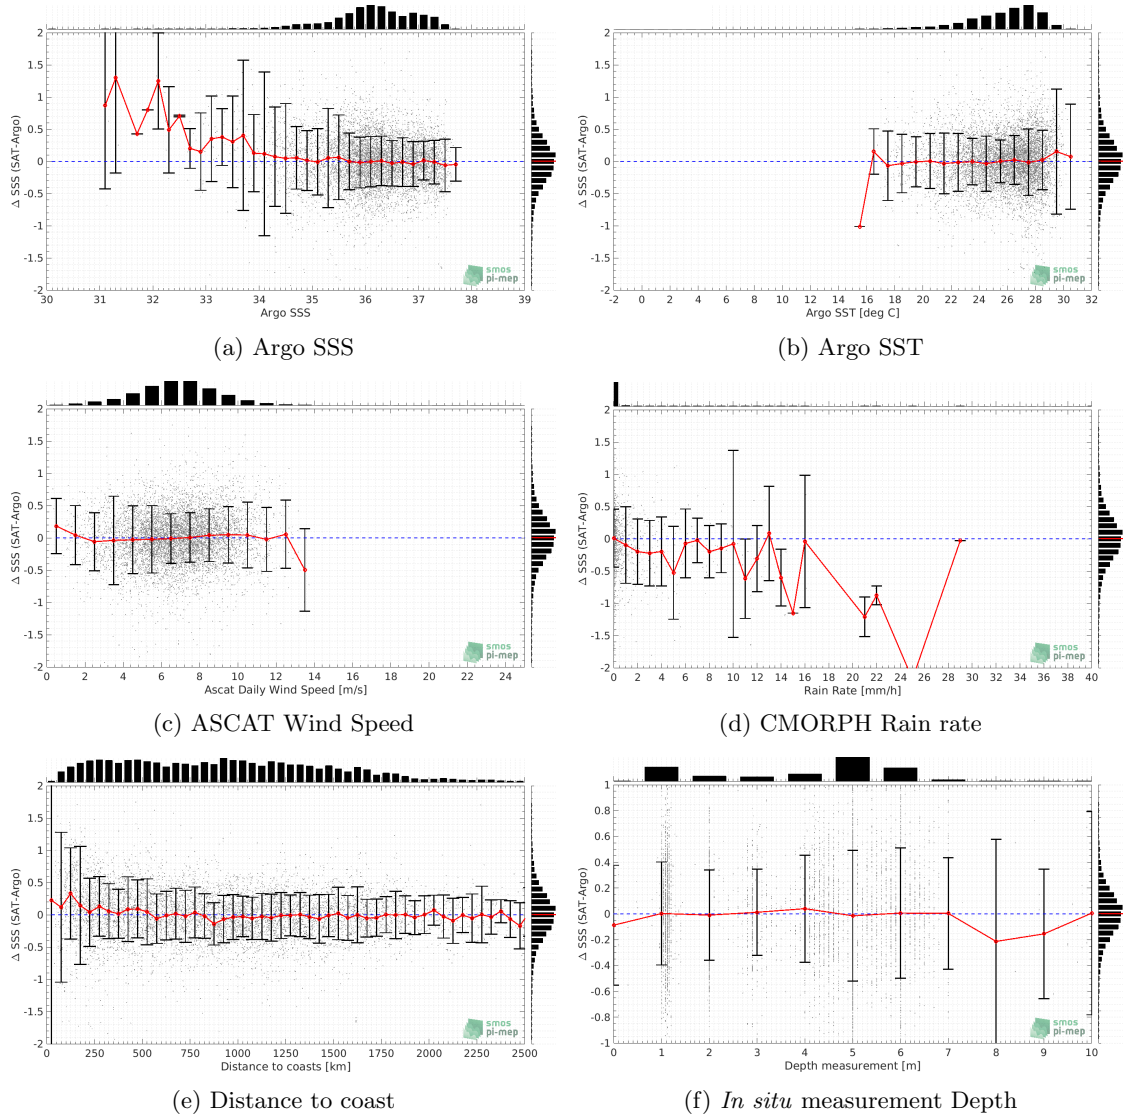 2
1.5
1
0.5
0
-0.5
-1
-1.5
-2
Δ SSS (SAT-Argo)
30 31 32 33 34 35 36 37 38 39
Argo SSS
smos
pi-mep
(a) Argo SSS
2
1.5
1
0.5
0
-0.5
-1
-1.5
-2
Δ SSS (SAT-Argo)
-2 0 2 4 6 8 10 12 14 16 18 20 22 24 26 28 30 32
Argo SST [deg C]
smos
pi-mep
(b) Argo SST
2
1.5
1
0.5
0
-0.5
-1
-1.5
-2
Δ SSS (SAT-Argo)
0 2 4 6 8 10 12 14 16 18 20 22 24
Ascat Daily Wind Speed [m/s]
smos
pi-mep
(c) ASCAT Wind Speed
2
1.5
1
0.5
0
-0.5
-1
-1.5
-2
Δ SSS (SAT-Argo)
0 2 4 6 8 10 12 14 16 18 20 22 24 26 28 30 32 34 36 38 40
Rain Rate [mm/h]
smos
pi-mep
(d) CMORPH Rain rate
2
1.5
1
0.5
0
-0.5
-1
-1.5
-2
Δ SSS (SAT-Argo)
0 250 500 750 1000 1250 1500 1750 2000 2250 2500
Distance to coasts [km]
smos
pi-mep
(e) Distance to coast
1
0.8
0.6
0.4
0.2
0
-0.2
-0.4
-0.6
-0.8
-1
Δ SSS (SAT-Argo)
0 1 2 3 4 5 6 7 8 9 10
Depth measurement [m]
smos
pi-mep
(f) In situ measurement Depth